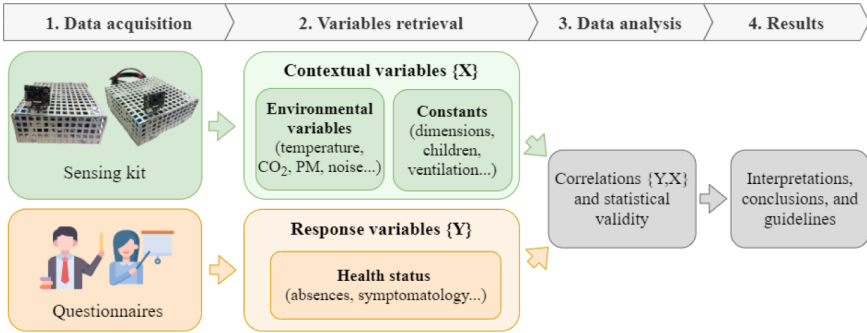 1. Data acquisition
2. Variables retrieval
3. Data analysis
4. Results
Sensing kit
Contextual variables {X}
Environmental
variables
(temperature,
CO₂, PM, noise...)
Constants
(dimensions,
children,
ventilation...)
Questionnaires
Response variables {Y}
Health status
(absences, symptomatology...)
Correlations {Y,X}
and statistical
validity
Interpretations,
conclusions, and
guidelines